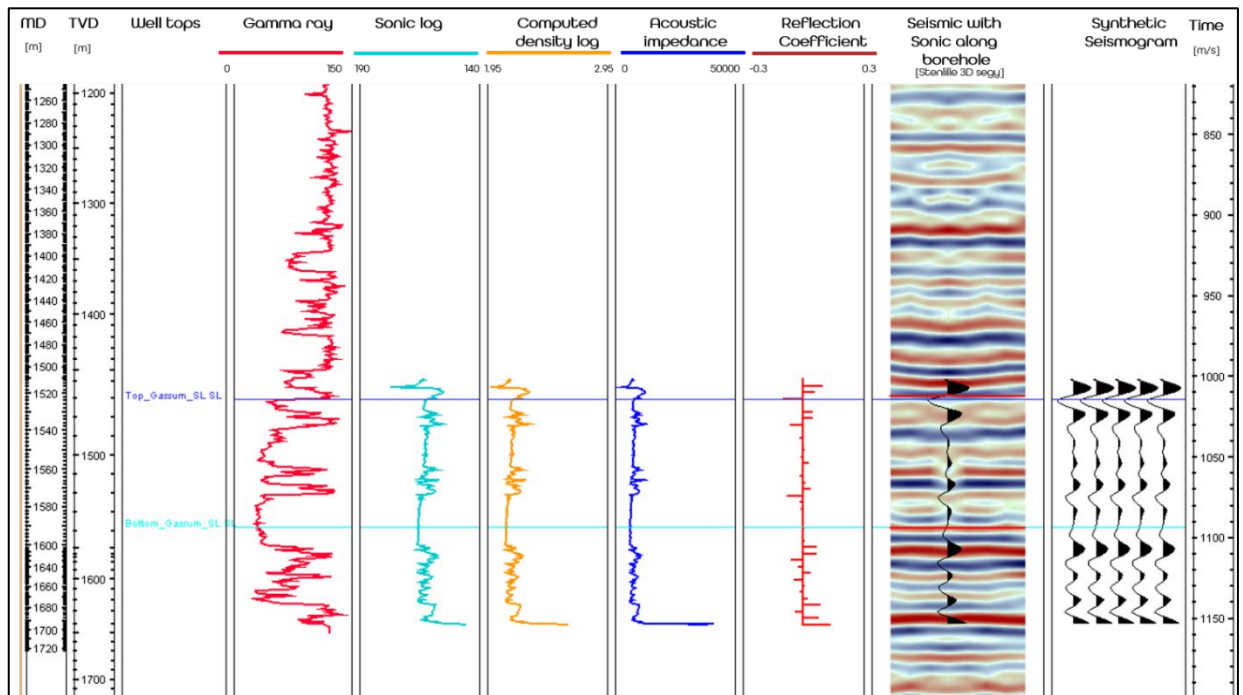 MD
[m]
TVD
[m]
Well tops
Gamma ray
0 150
Sonic log
190 140
Computed
density log
1.95 2.95
Acoustic
impedance
0 50000
Reflection
Coefficient
-0.3 0.3
Seismic with
Sonic along
borehole
[Stenlille 3D segy]
Synthetic
Seismogram
Time
[m/s]
1260
1280
1300
1320
1340
1360
1380
1400
1420
1440
1460
1500
1520
1540
1560
1580
1600
1640
1660
1680
1700
1720
1200
1300
1400
1500
1600
1700
Top_Gassum_SL SL
Bottom_Gassum_SL SL
850
900
950
1000
1050
1100
1150